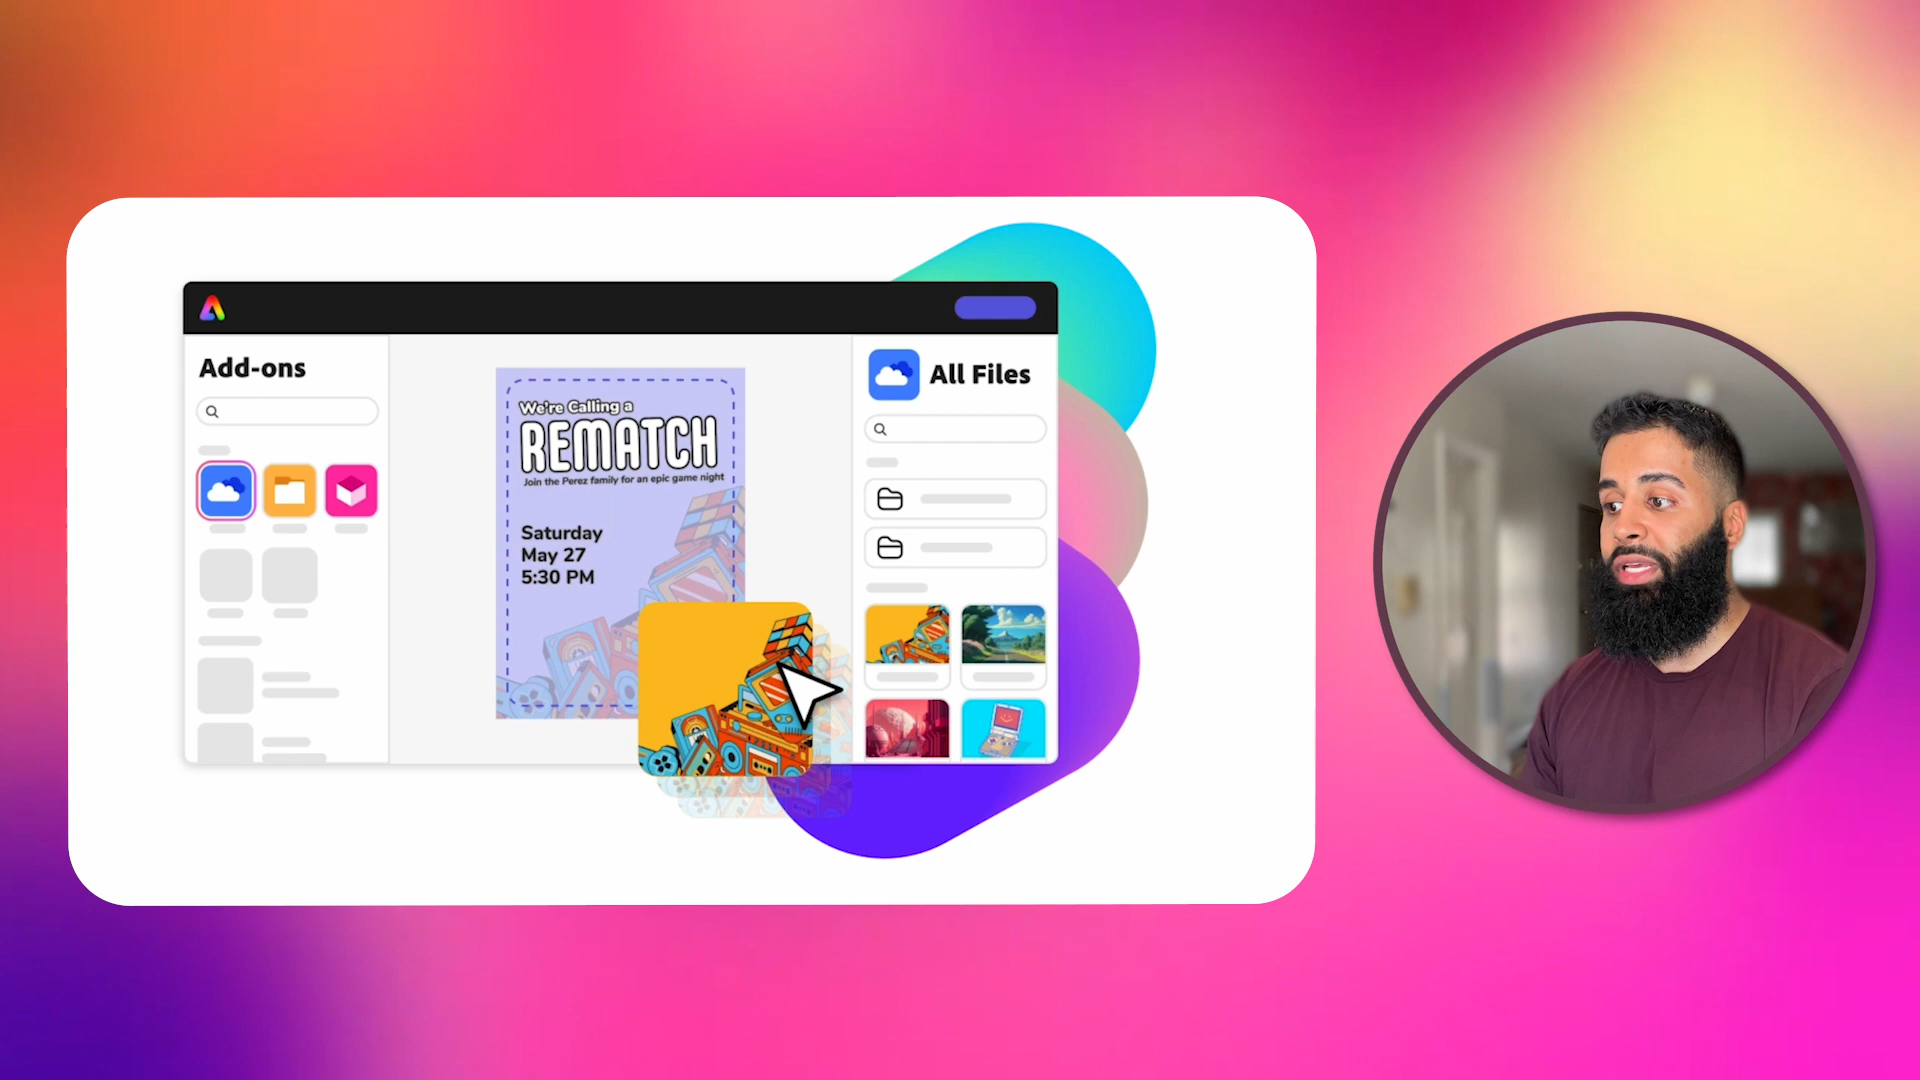 Add-ons
We're Calling a
REMATCH
Join the Perez family for an epic game night
Saturday
May 27
5:30 PM
All Files